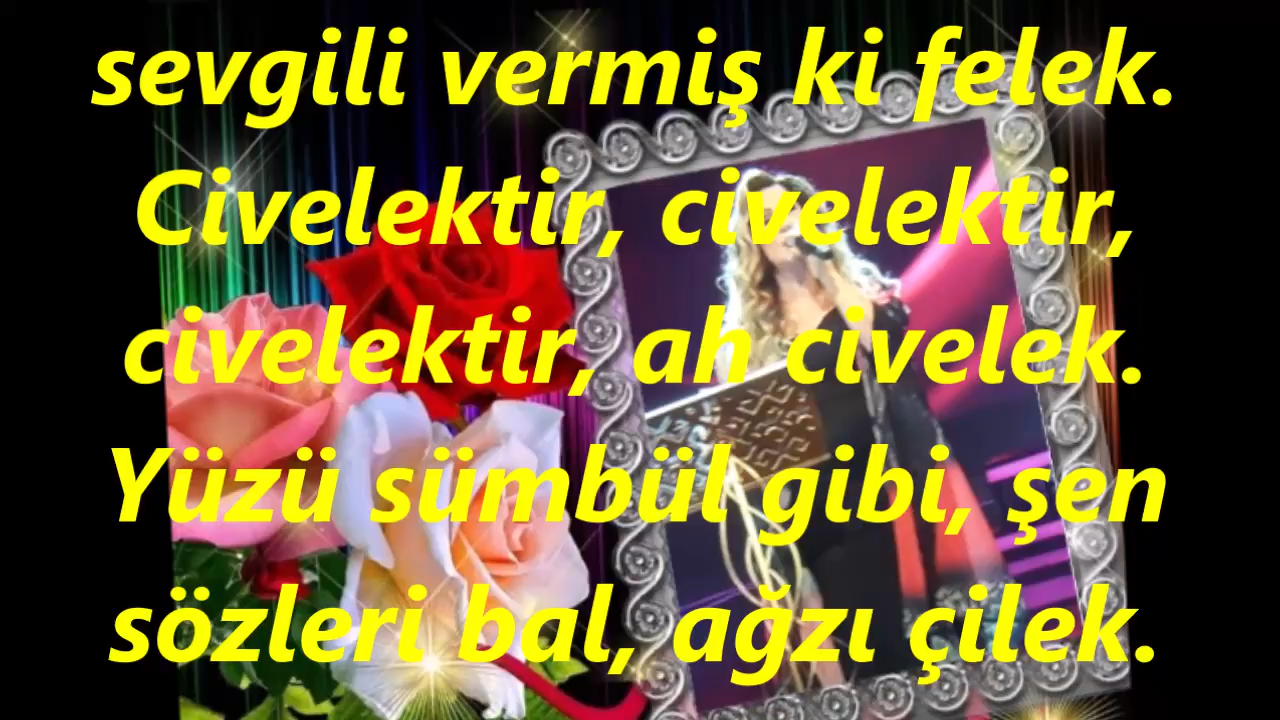 sevgili vermiş ki felek.
Civelektir, civelektir,
civelektir, ah civelek.
Yüzü sümbül gibi, şen
sözleri bal, ağzı çilek.